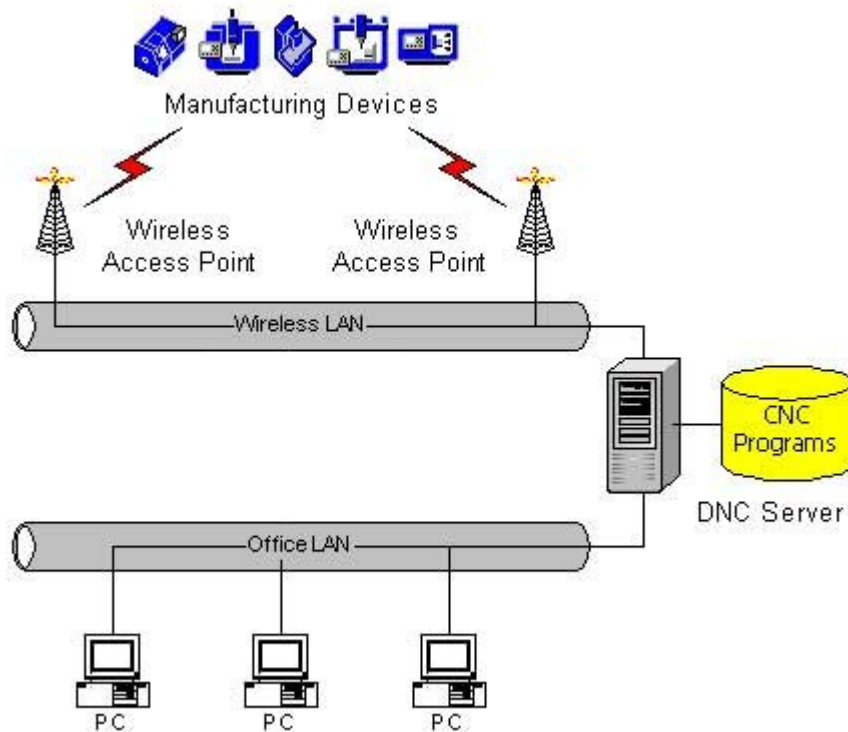 Manufacturing Devices
Wireless
Access Point
Wireless
Access Point
Wireless LAN
CNC
Programs
DNC Server
Office LAN
PC
PC
PC